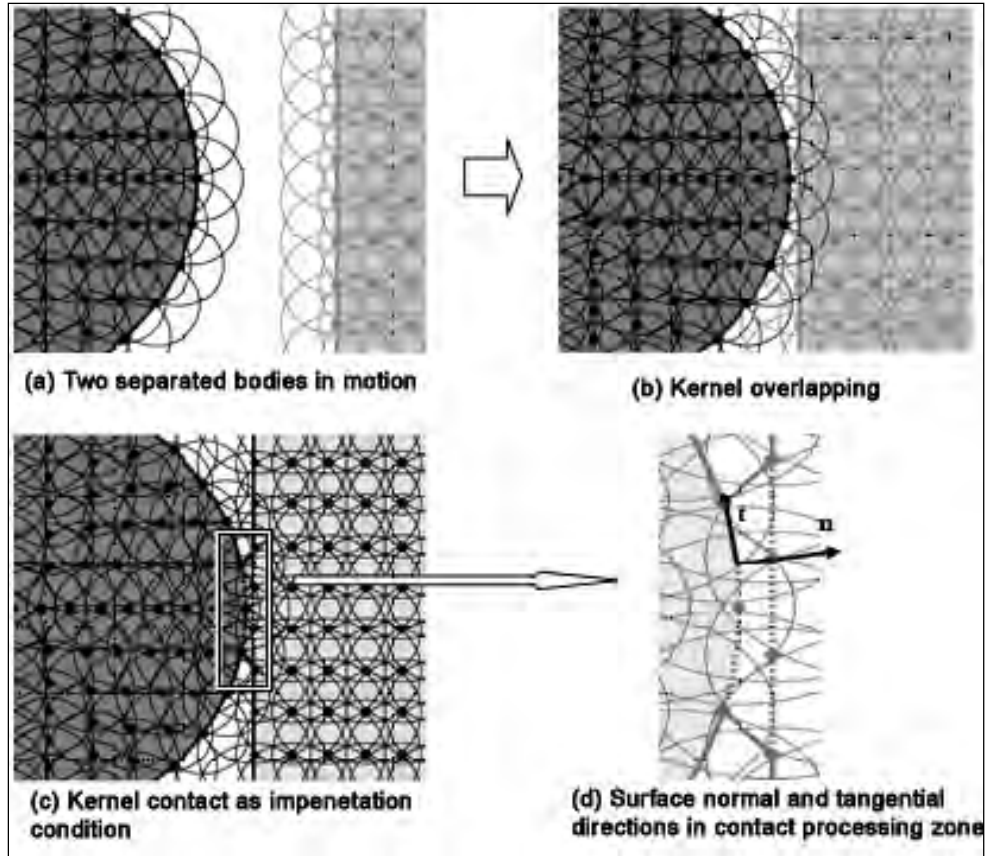 (a) Two separated bodies in motion
(b) Kernel overlapping
t
n
(c) Kernel contact as impenetation
condition
(d) Surface normal and tangential
directions in contact processing zone